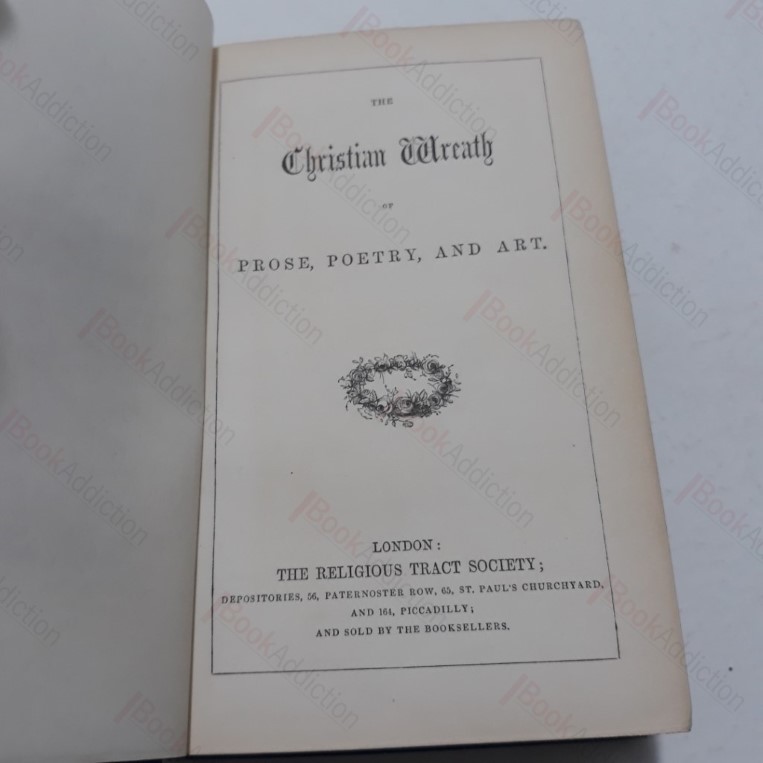 THE
Christian Wreath
OF
PROSE, POETRY, AND ART.
LONDON:
THE RELIGIOUS TRACT SOCIETY;
DEPOSITORIES, 56, PATERNOSTER ROW, 65, ST. PAUL'S CHURCHYARD,
AND 164, PICCADILLY;
AND SOLD BY THE BOOKSELLERS.
BookAddiction